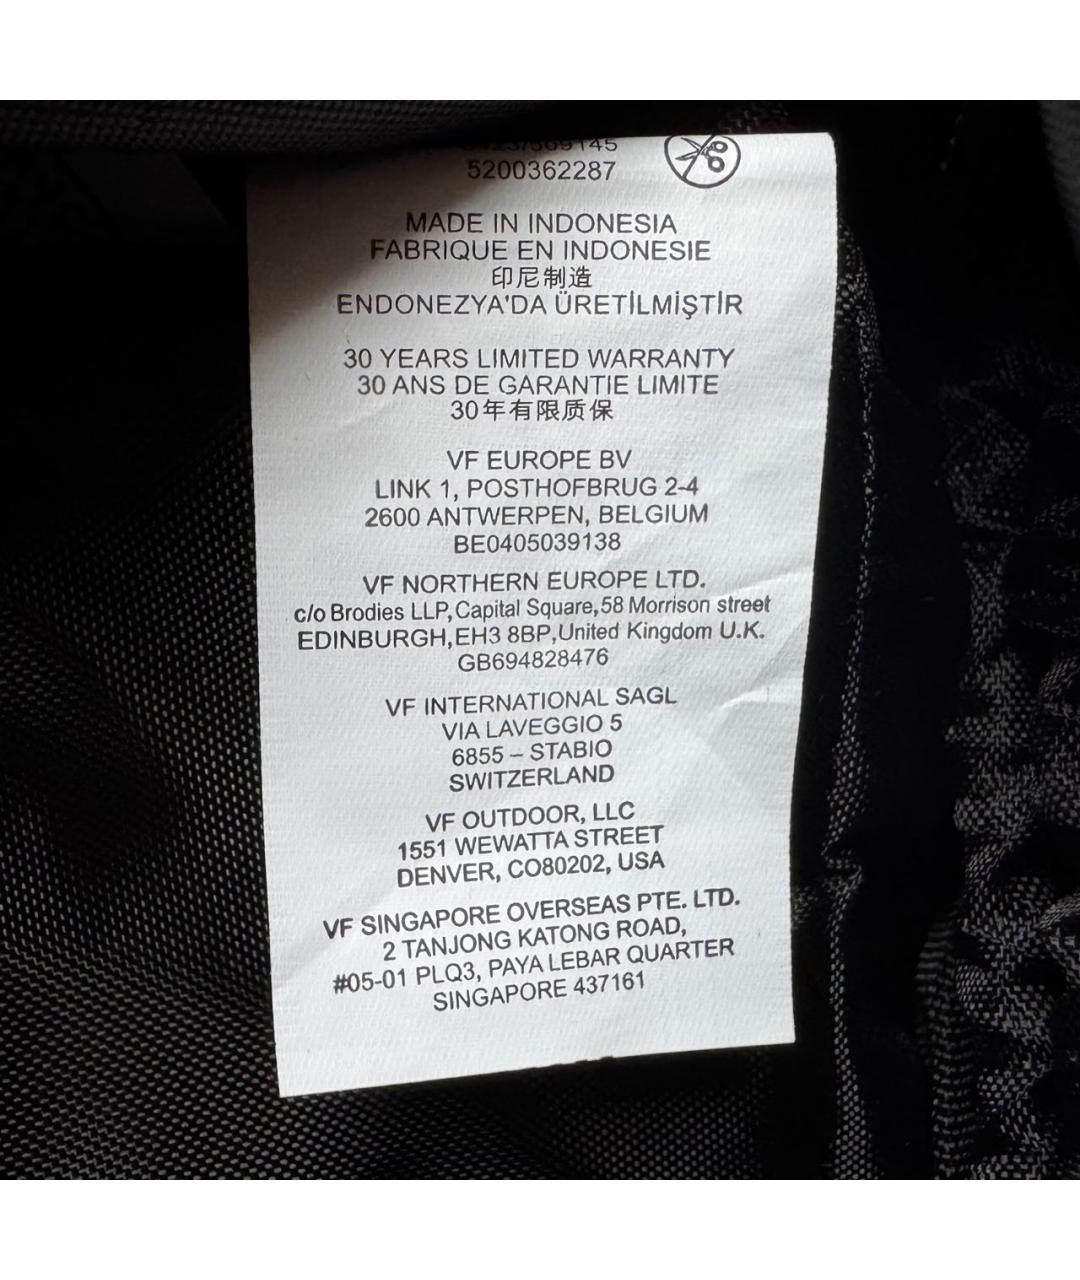 5200362287
MADE IN INDONESIA
FABRIQUE EN INDONESIE
印尼制造
ENDONEZYA'DA ÜRETİLMİŞTİR
30 YEARS LIMITED WARRANTY
30 ANS DE GARANTIE LIMITE
30年有限质保
VF EUROPE BV
LINK 1, POSTHOFBRUG 2-4
2600 ANTWERPEN, BELGIUM
BE0405039138
VF NORTHERN EUROPE LTD.
c/o Brodies LLP, Capital Square, 58 Morrison street
EDINBURGH, EH3 8BP, United Kingdom U.K.
GB694828476
VF INTERNATIONAL SAGL
VIA LAVEGGIO 5
6855 – STABIO
SWITZERLAND
VF OUTDOOR, LLC
1551 WEWATTA STREET
DENVER, CO80202, USA
VF SINGAPORE OVERSEAS PTE. LTD.
2 TANJONG KATONG ROAD,
#05-01 PLQ3, PAYA LEBAR QUARTER
SINGAPORE 437161